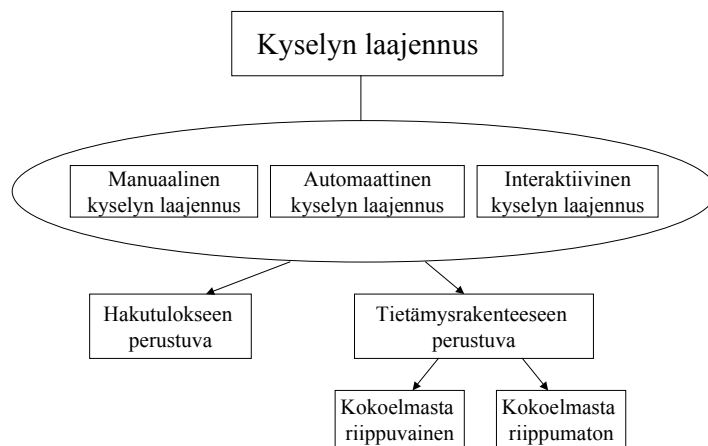 Kyselyn laajennus
Manuaalinen
kyselyn laajennus
Automaattinen
kyselyn laajennus
Interaktiivinen
kyselyn laajennus
Hakutulokseen
perustuva
Tietämysrakenteeseen
perustuva
Kokoelmasta
riippuvainen
Kokoelmasta
riippumaton